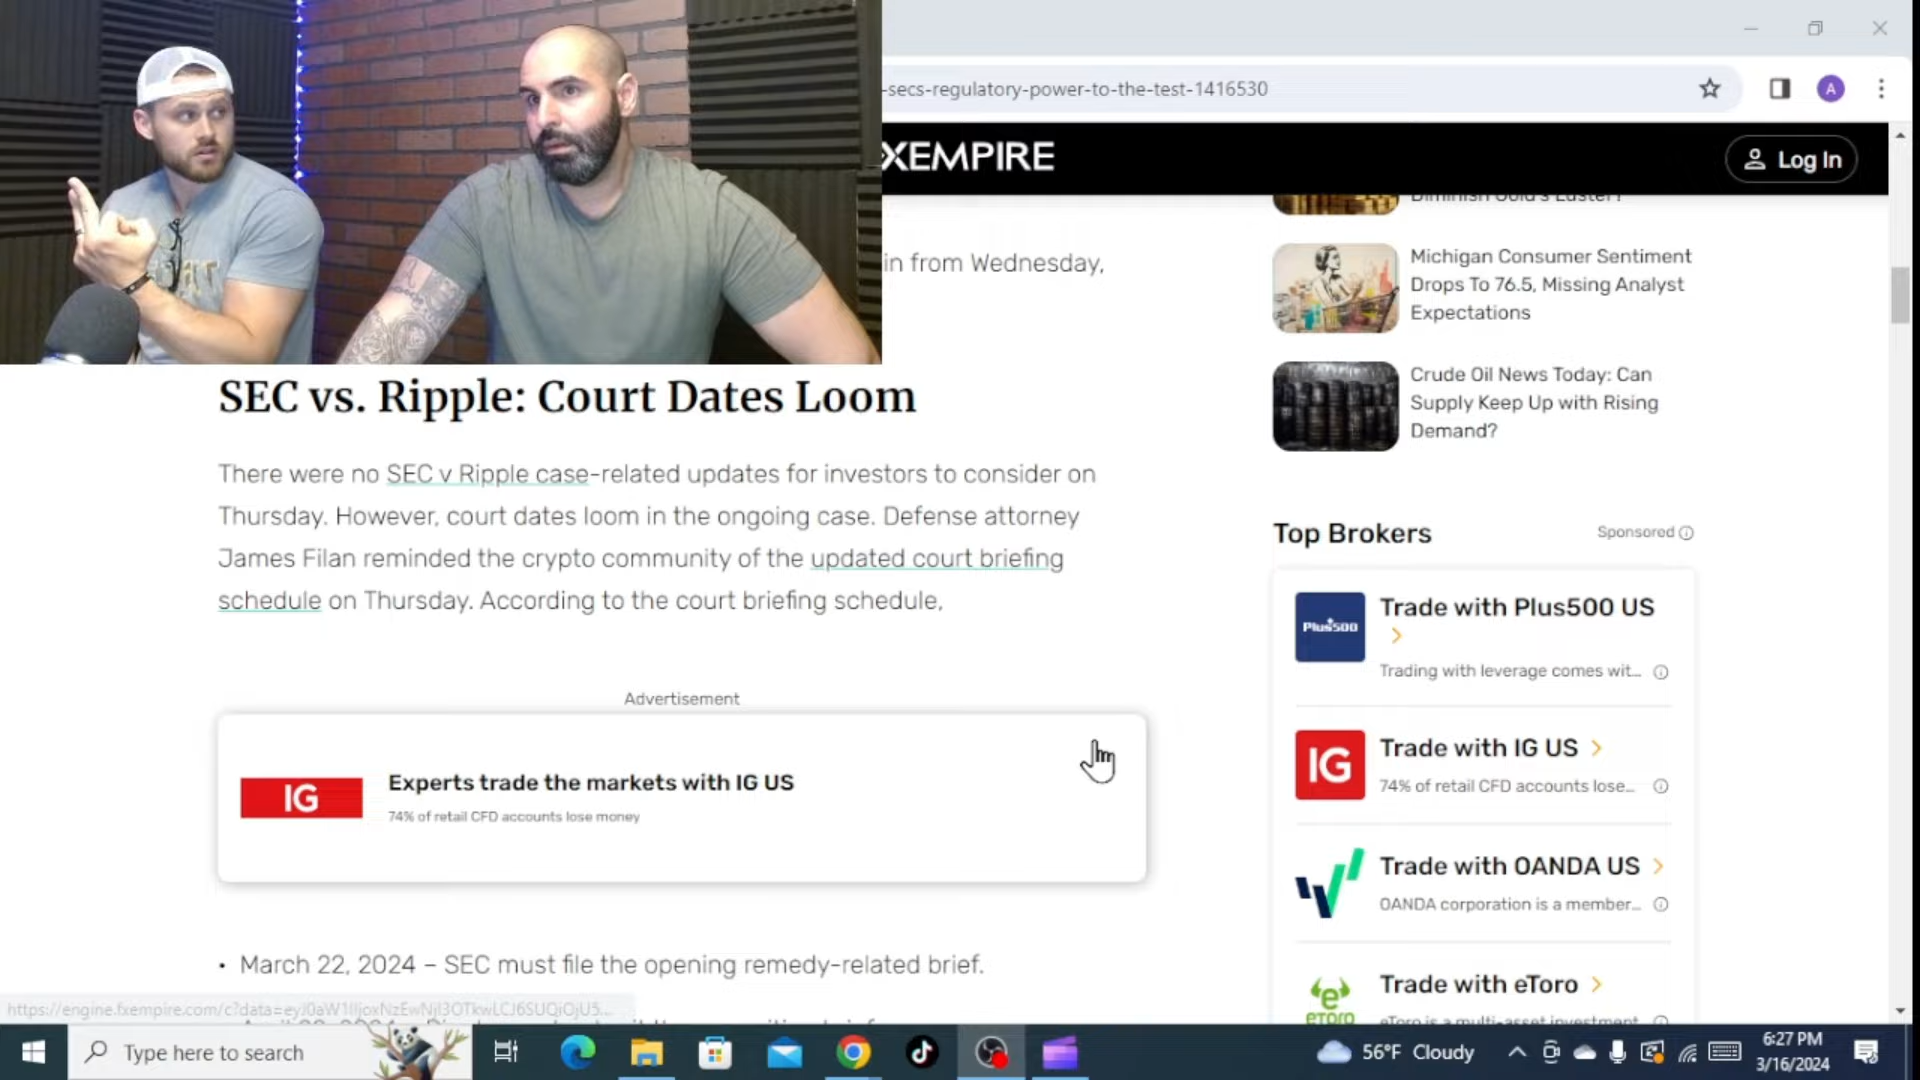 -secs-regulatory-power-to-the-test-1416530
A
XEMPIRE
Log In
in from Wednesday,
Michigan Consumer Sentiment
Drops To 76.5, Missing Analyst
Expectations
Crude Oil News Today: Can
Supply Keep Up with Rising
Demand?
SEC vs. Ripple: Court Dates Loom
There were no SEC v Ripple case-related updates for investors to consider on
Thursday. However, court dates loom in the ongoing case. Defense attorney
James Filan reminded the crypto community of the updated court briefing
schedule on Thursday. According to the court briefing schedule,
Advertisement
IG
Experts trade the markets with IG US
74% of retail CFD accounts lose money
March 22, 2024 – SEC must file the opening remedy-related brief.
Top Brokers
Sponsored
Plus500
Trade with Plus500 US
Trading with leverage comes wit...
IG
Trade with IG US
74% of retail CFD accounts lose...
Trade with OANDA US
OANDA corporation is a member...
eToro
Trade with eToro
eToro is a multi-asset investment
Type here to search
56°F Cloudy
6:27 PM
3/16/2024